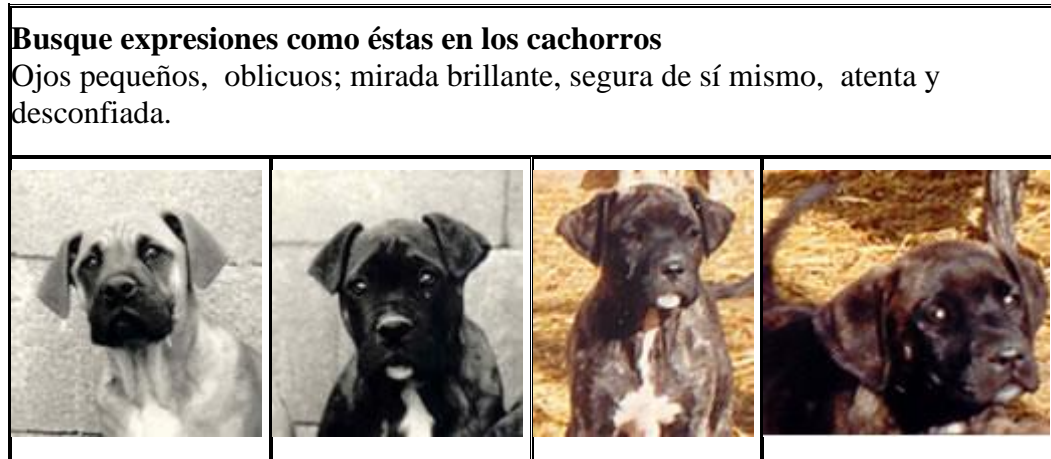 Busque expresiones como éstas en los cachorros
Ojos pequeños, oblicuos; mirada brillante, segura de sí mismo, atenta y
desconfiada.